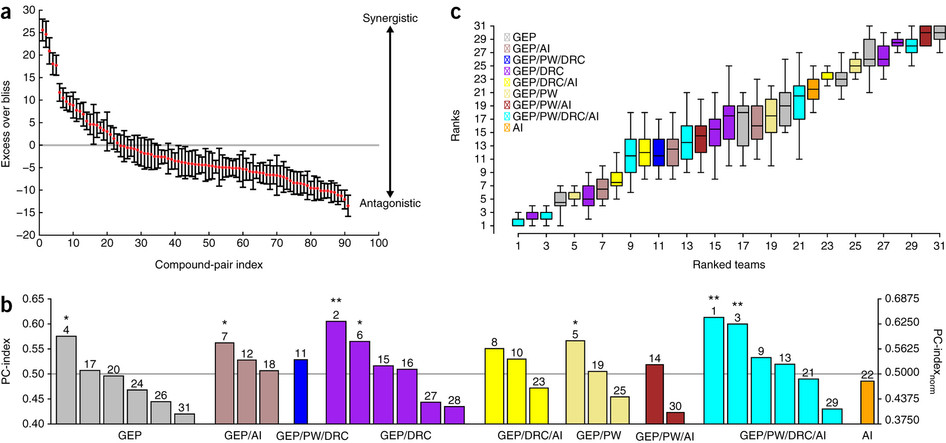 a
Excess over bliss
30
25
20
15
10
5
0
−5
−10
−15
−20
0 10 20 30 40 50 60 70 80 90 100
Compound-pair index
Synergistic
Antagonistic
c
Ranks
31
29
27
25
23
21
19
17
15
13
11
9
7
5
3
1
GEP
GEP/AI
GEP/PW/DRC
GEP/DRC
GEP/DRC/AI
GEP/PW
GEP/PW/AI
GEP/PW/DRC/AI
AI
1 3 5 7 9 11 13 15 17 19 21 23 25 27 29 31
Ranked teams
b
PC-index
0.65
0.60
0.55
0.50
0.45
0.40
* * ** * * ** **
4 17 20 24 26 31 7 12 18 11 2 6 15 16 27 28 8 10 23 5 19 25 14 30 1 3 9 13 21 29 22
GEP GEP/AI GEP/PW/DRC GEP/DRC GEP/DRC/AI GEP/PW GEP/PW/AI GEP/PW/DRC/AI AI
0.6875
0.6250
0.5625
0.5000
0.4375
0.3750
PC-indexnorm